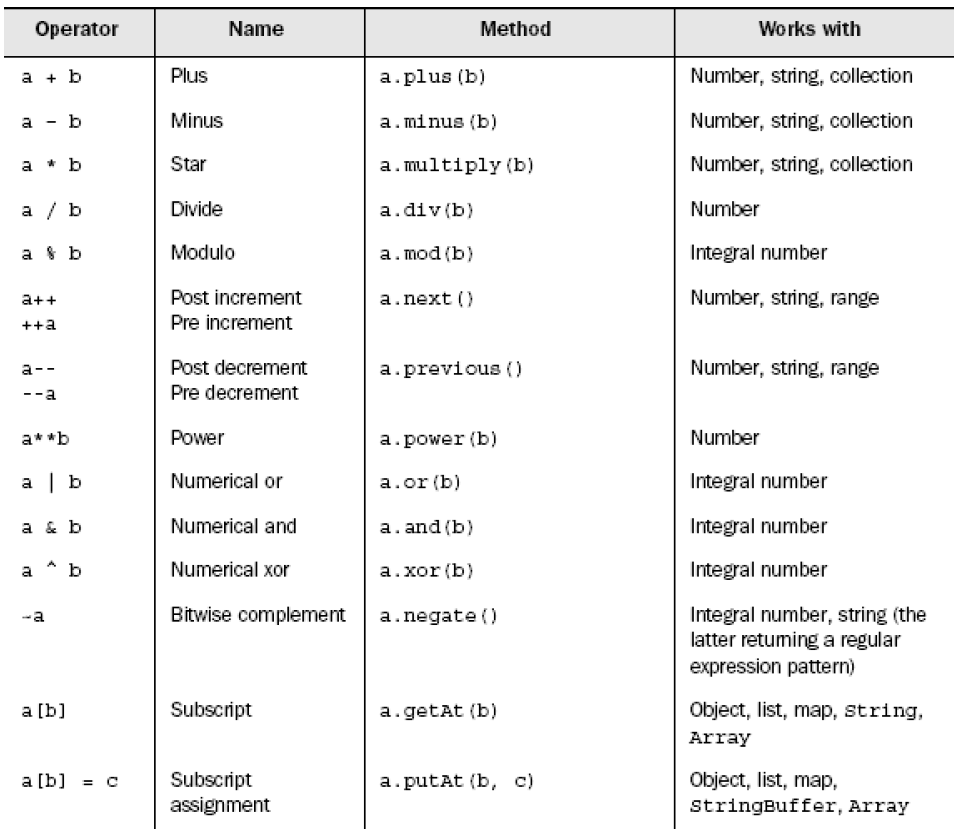 Operator Name Method Works with
a + b Plus a.plus(b) Number, string, collection
a – b Minus a.minus(b) Number, string, collection
a * b Star a.multiply(b) Number, string, collection
a / b Divide a.div(b) Number
a % b Modulo a.mod(b) Integral number
a++ Post increment a.next() Number, string, range
++a Pre increment
a-- Post decrement a.previous() Number, string, range
--a Pre decrement
a**b Power a.power(b) Number
a | b Numerical or a.or(b) Integral number
a & b Numerical and a.and(b) Integral number
a ^ b Numerical xor a.xor(b) Integral number
~a Bitwise complement a.negate() Integral number, string (the
latter returning a regular
expression pattern)
a[b] Subscript a.getAt(b) Object, list, map, String,
Array
a[b] = c Subscript a.putAt(b, c) Object, list, map,
assignment StringBuffer, Array